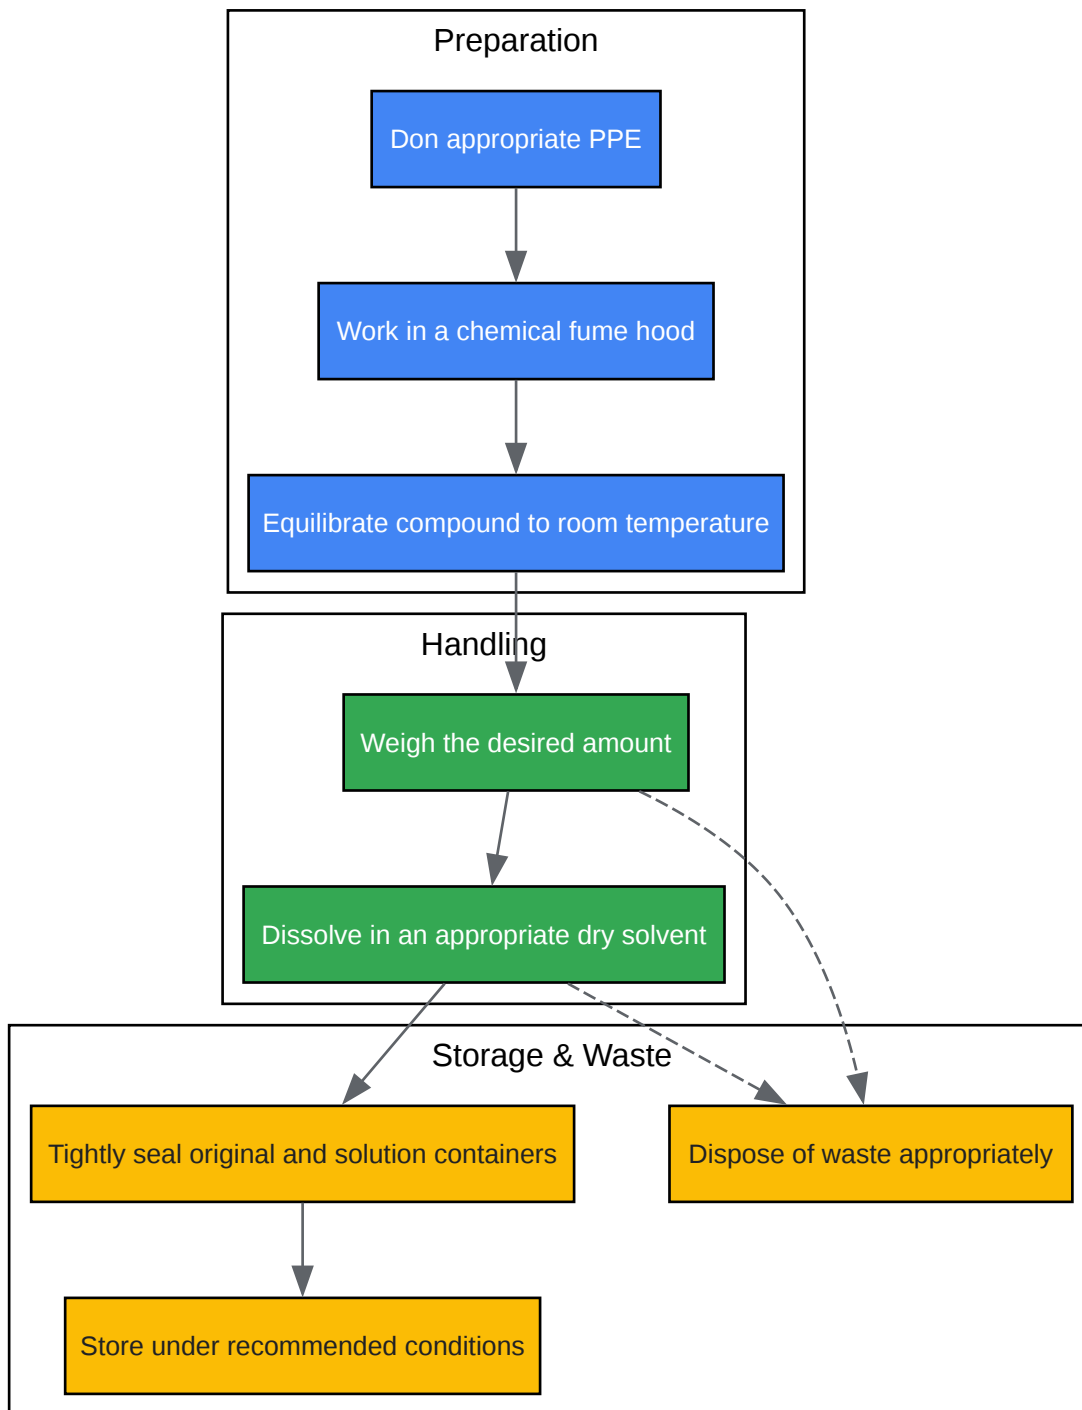 Preparation
Don appropriate PPE
Work in a chemical fume hood
Equilibrate compound to room temperature
Handling
Weigh the desired amount
Dissolve in an appropriate dry solvent
Storage & Waste
Tightly seal original and solution containers
Dispose of waste appropriately
Store under recommended conditions